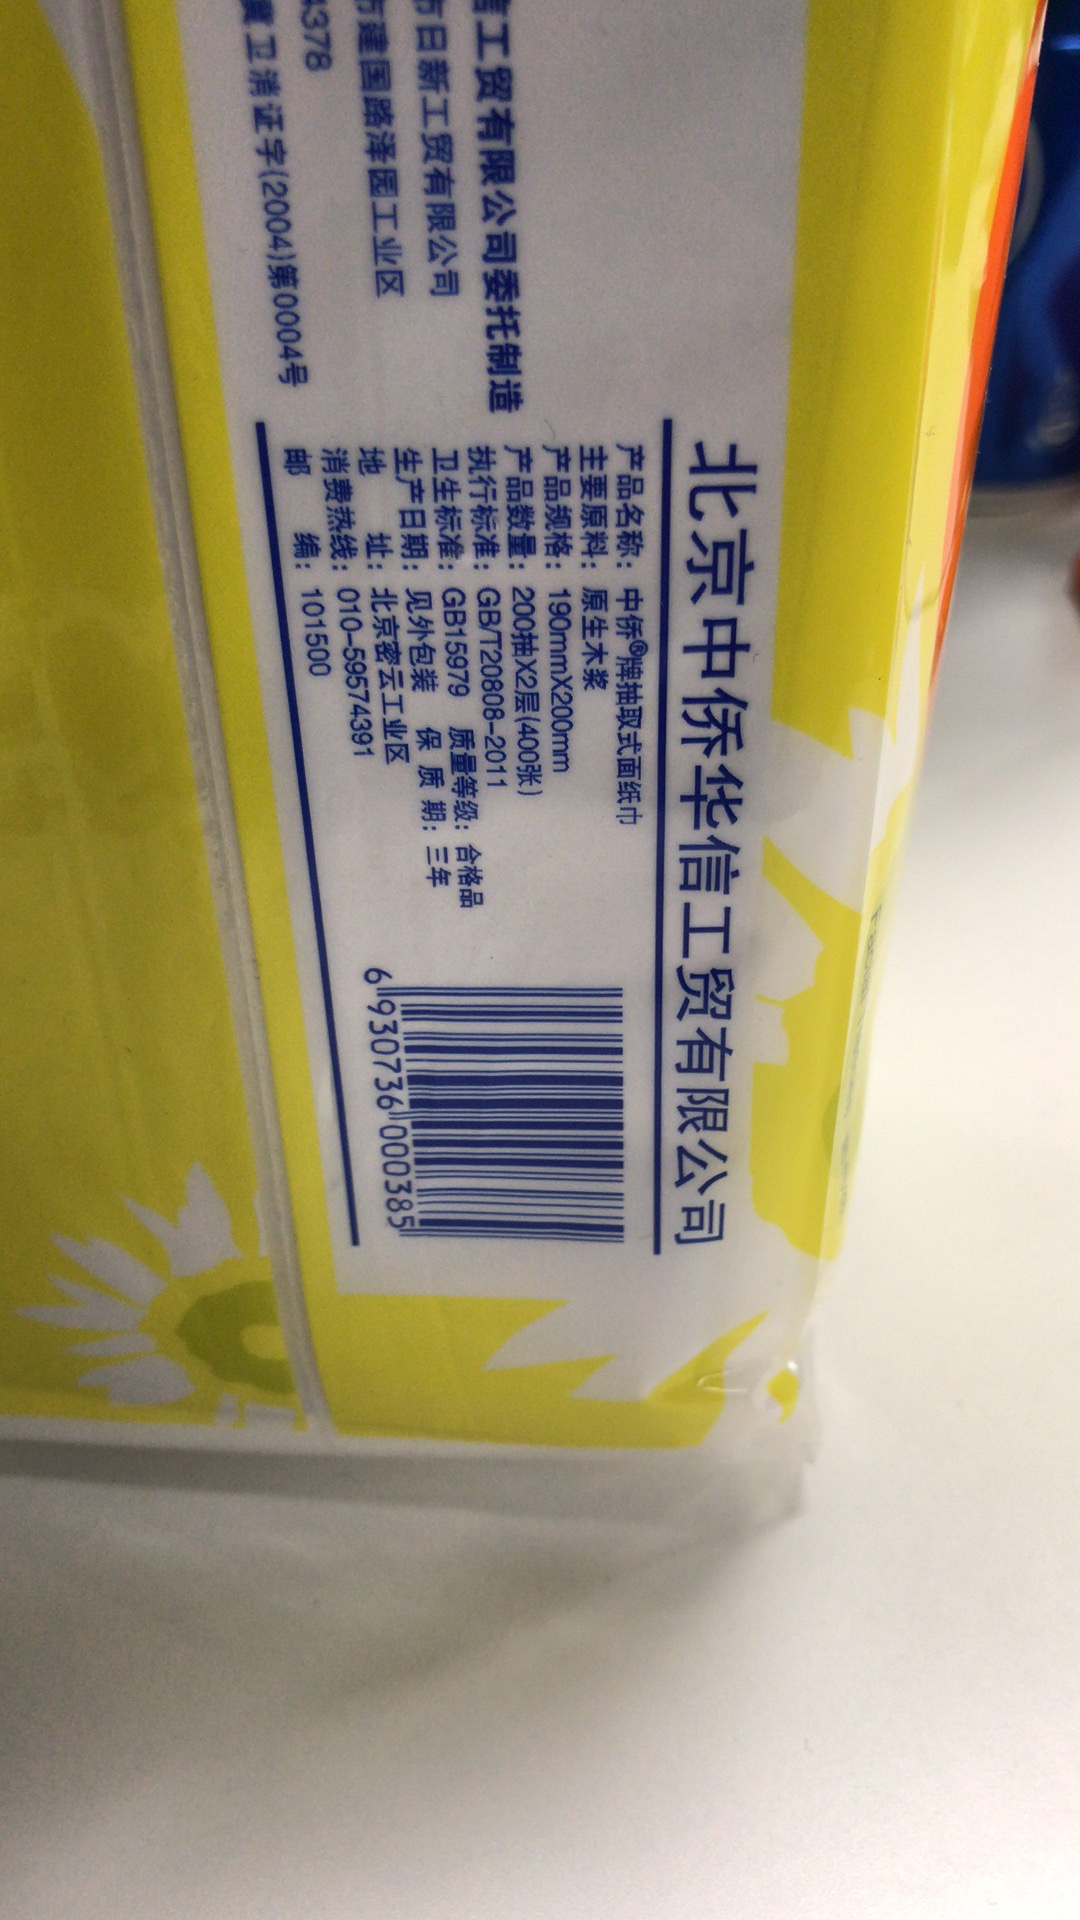 北京中侨华信工贸有限公司
产品名称：中侨®牌抽取式面纸巾
主要原料：原生木浆
产品规格：190mmX200mm
产品数量：200抽X2层(400张)
执行标准：GB/T20808-2011
卫生标准：GB15979 质量等级：合格品
生产日期：见外包装 保质期：三年
地址：北京密云工业区
消费热线：010-59574391
邮编：101500
6 930736 000385
信工贸有限公司委托制造
市日新工贸有限公司
市建国路泽医工业区
4378
冀卫消证字(2004)第0004号